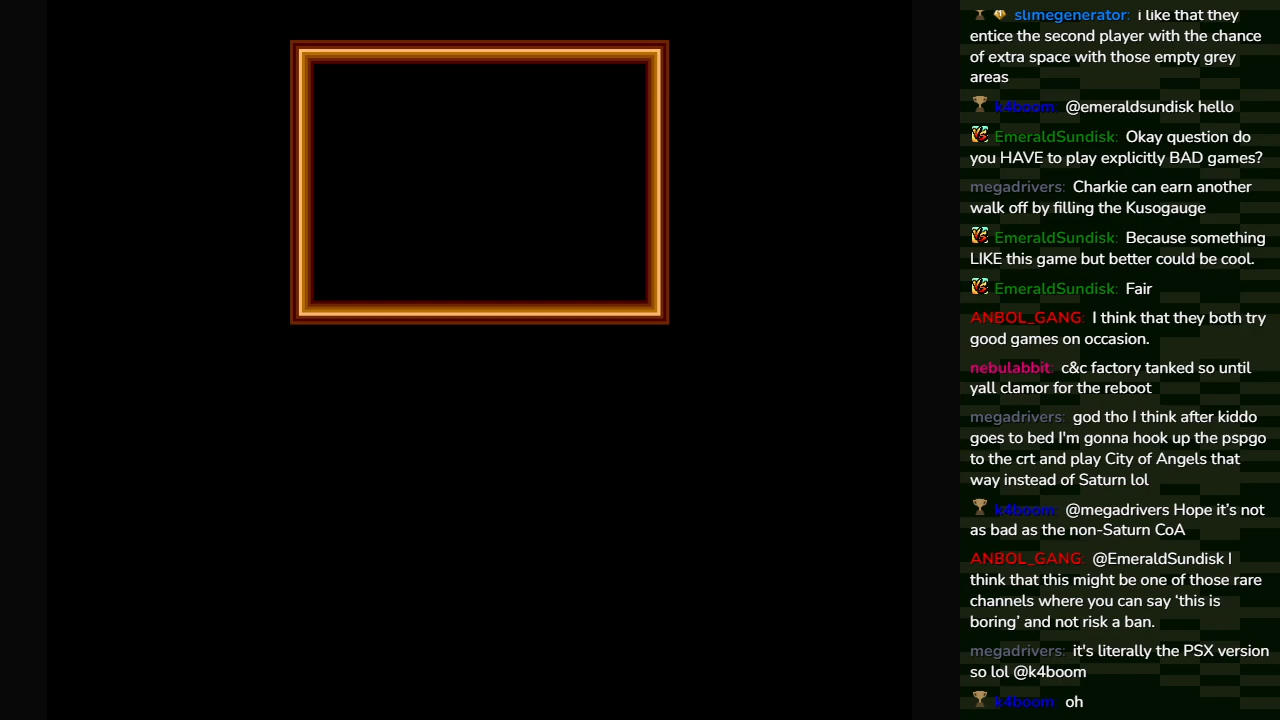 slimegenerator: i like that they
entice the second player with the chance
of extra space with those empty grey
areas
k4boom: @emeraldsundisk hello
EmeraldSundisk: Okay question do
you HAVE to play explicitly BAD games?
megadrivers: Charkie can earn another
walk off by filling the Kusogauge
EmeraldSundisk: Because something
LIKE this game but better could be cool.
EmeraldSundisk: Fair
ANBOL_GANG: I think that they both try
good games on occasion.
nebulabbit: c&c factory tanked so until
yall clamor for the reboot
megadrivers: god tho I think after kiddo
goes to bed I'm gonna hook up the pspgo
to the crt and play City of Angels that
way instead of Saturn lol
k4boom: @megadrivers Hope it’s not
as bad as the non-Saturn CoA
ANBOL_GANG: @EmeraldSundisk I
think that this might be one of those rare
channels where you can say ‘this is
boring’ and not risk a ban.
megadrivers: it's literally the PSX version
so lol @k4boom
k4boom: oh